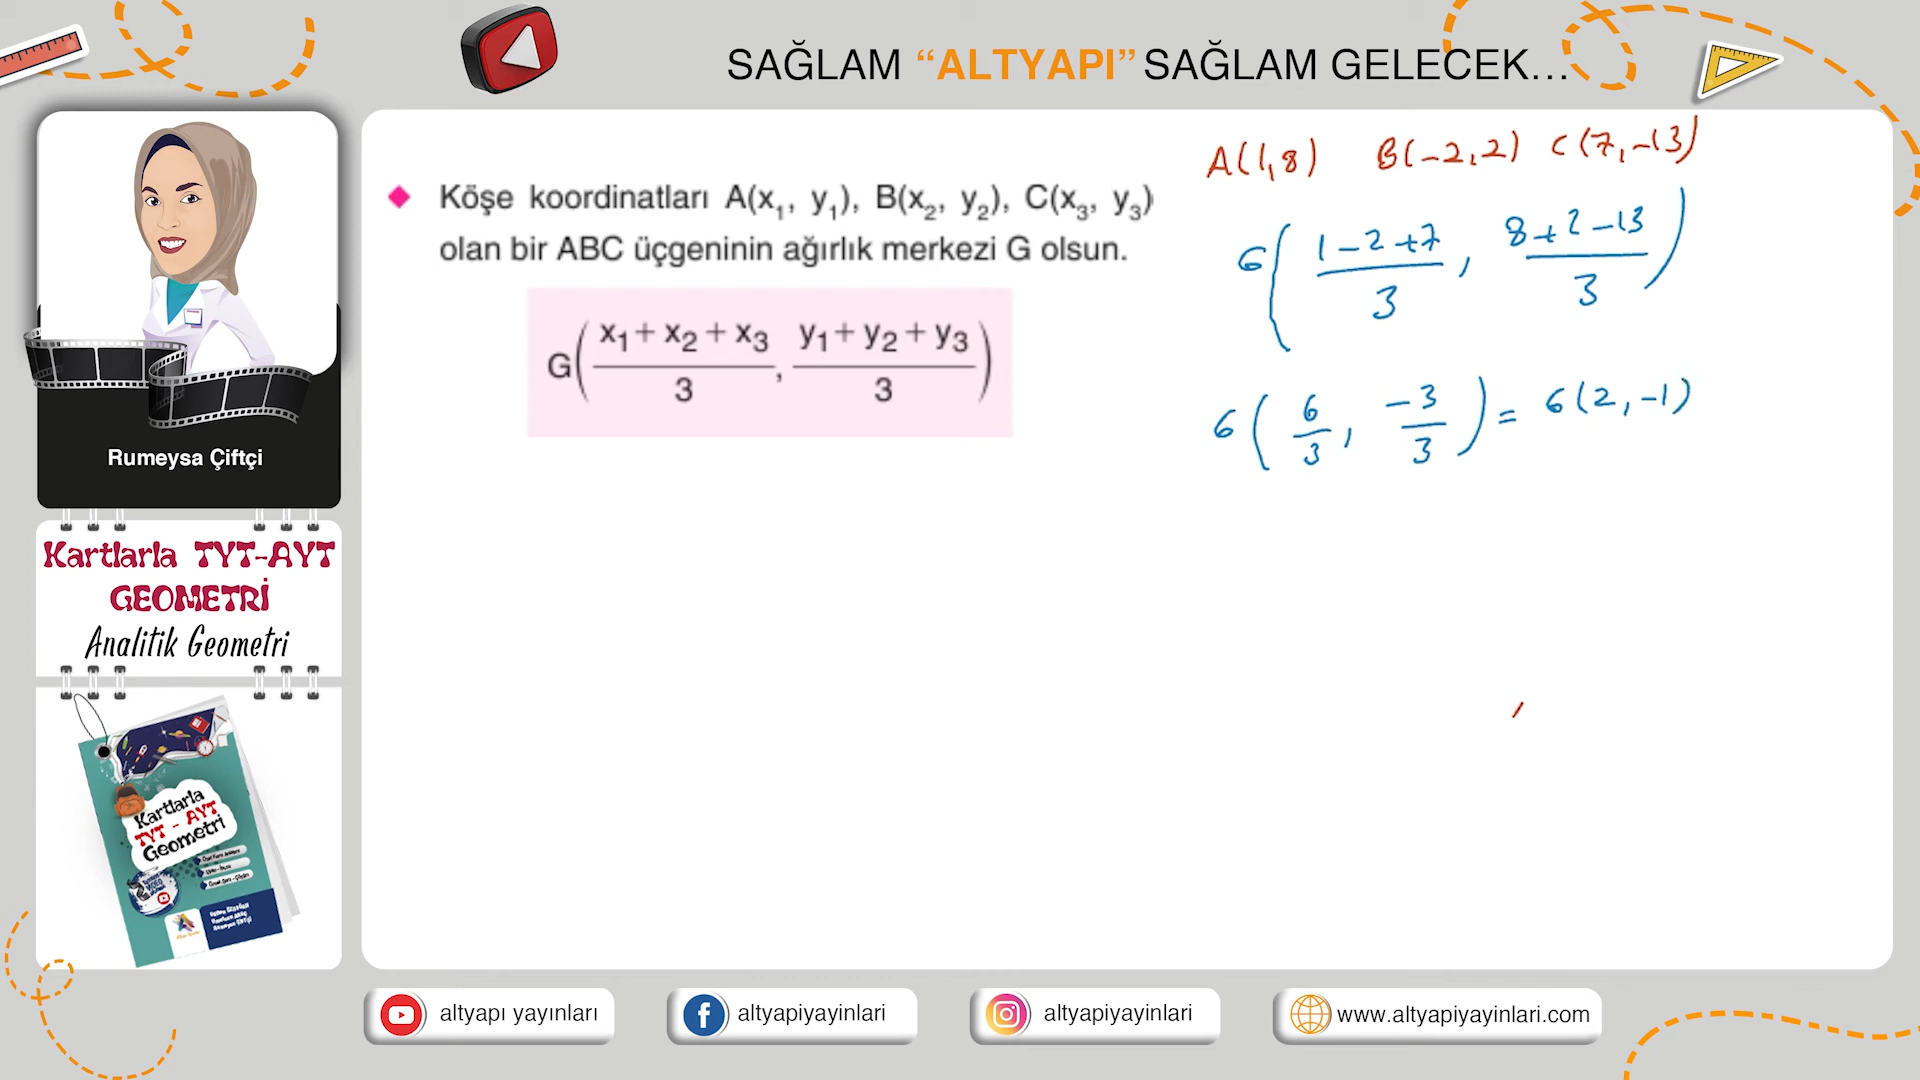 SAĞLAM “ALTYAPI” SAĞLAM GELECEK...
Rumeysa Çiftçi
Kartlarla TYT-AYT
GEOMETRİ
Analitik Geometri
Kartlarla
TYT - AYT
Geometri
Köşe koordinatları A(x₁, y₁), B(x₂, y₂), C(x₃, y₃)
olan bir ABC üçgeninin ağırlık merkezi G olsun.
G((x₁ + x₂ + x₃)/3, (y₁ + y₂ + y₃)/3)
A(1,8) B(-2,2) C(7,-13)
G((1-2+7)/3, (8+2-13)/3)
G(6/3, -3/3) = G(2,-1)
altyapı yayınları
altyapiyayinlari
altyapiyayinlari
www.altyapiyayinlari.com